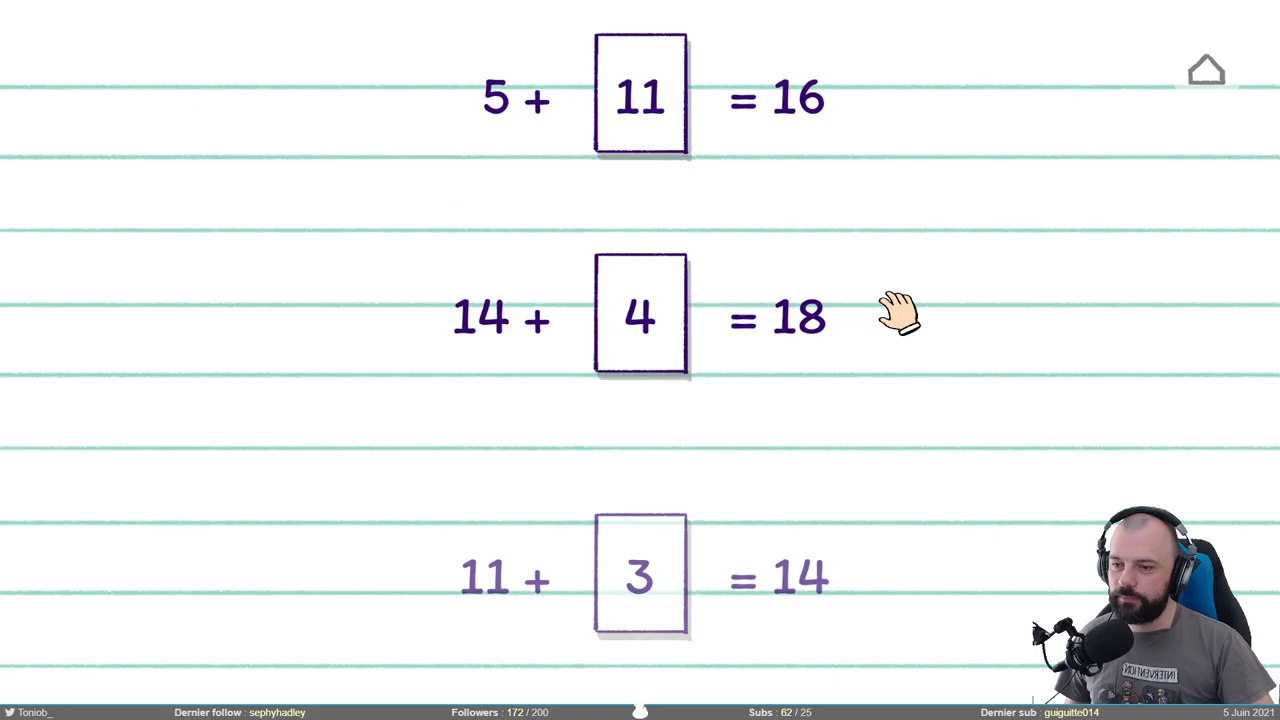 5 + 11 = 16
14 + 4 = 18
11 + 3 = 14
INTERVENTION
Toniob_ Dernier follow : sephyhadley Followers : 172 / 200 Subs : 62 / 25 Dernier sub : guiguitte014 5 Juin 2021